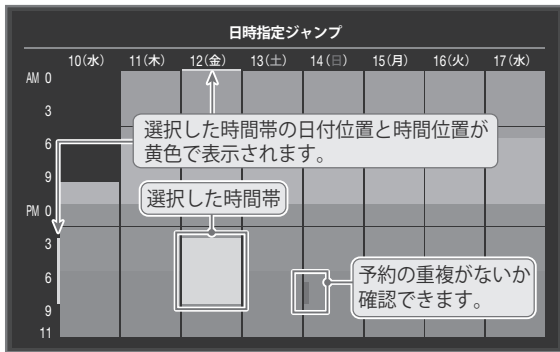 日時指定ジャンプ
10(水) 11(木) 12(金) 13(土) 14(日) 15(月) 16(火) 17(水)
AM 0
3
選択した時間帯の日付位置と時間位置が
6
黄色で表示されます。
9
選択した時間帯
PM 0
3
予約の重複がないか
6
確認できます。
9
11